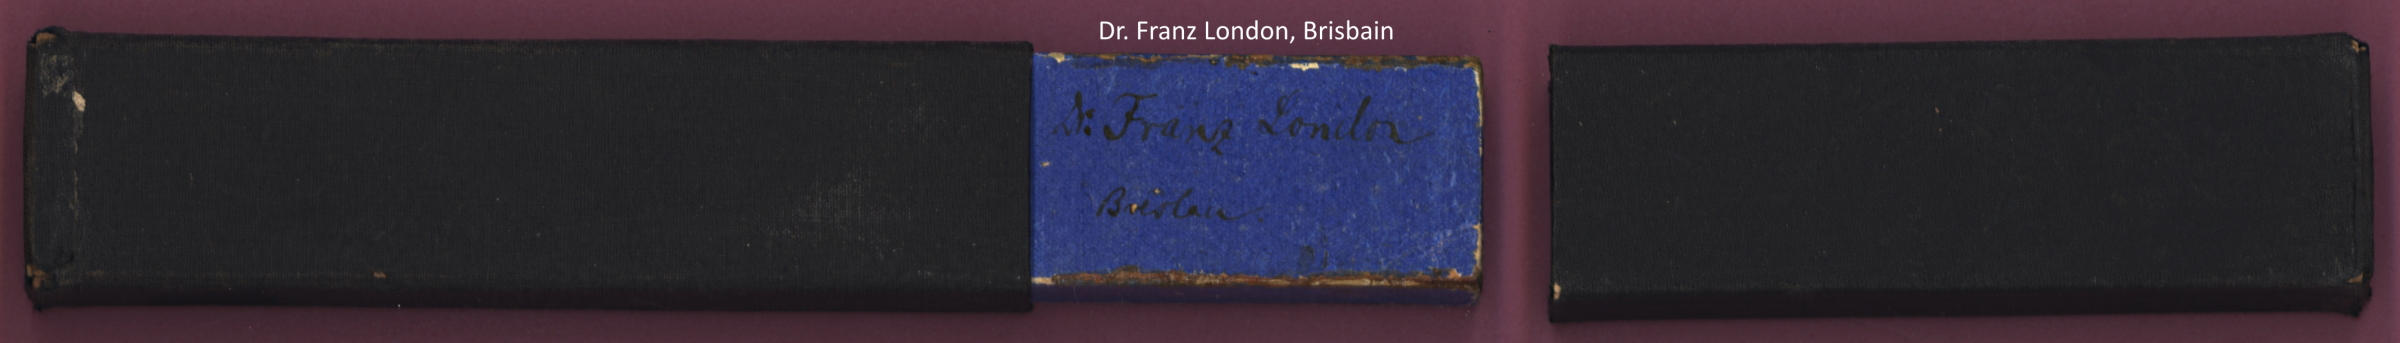 Dr. Franz London, Brisbain
Dr. Franz London
Breslau.